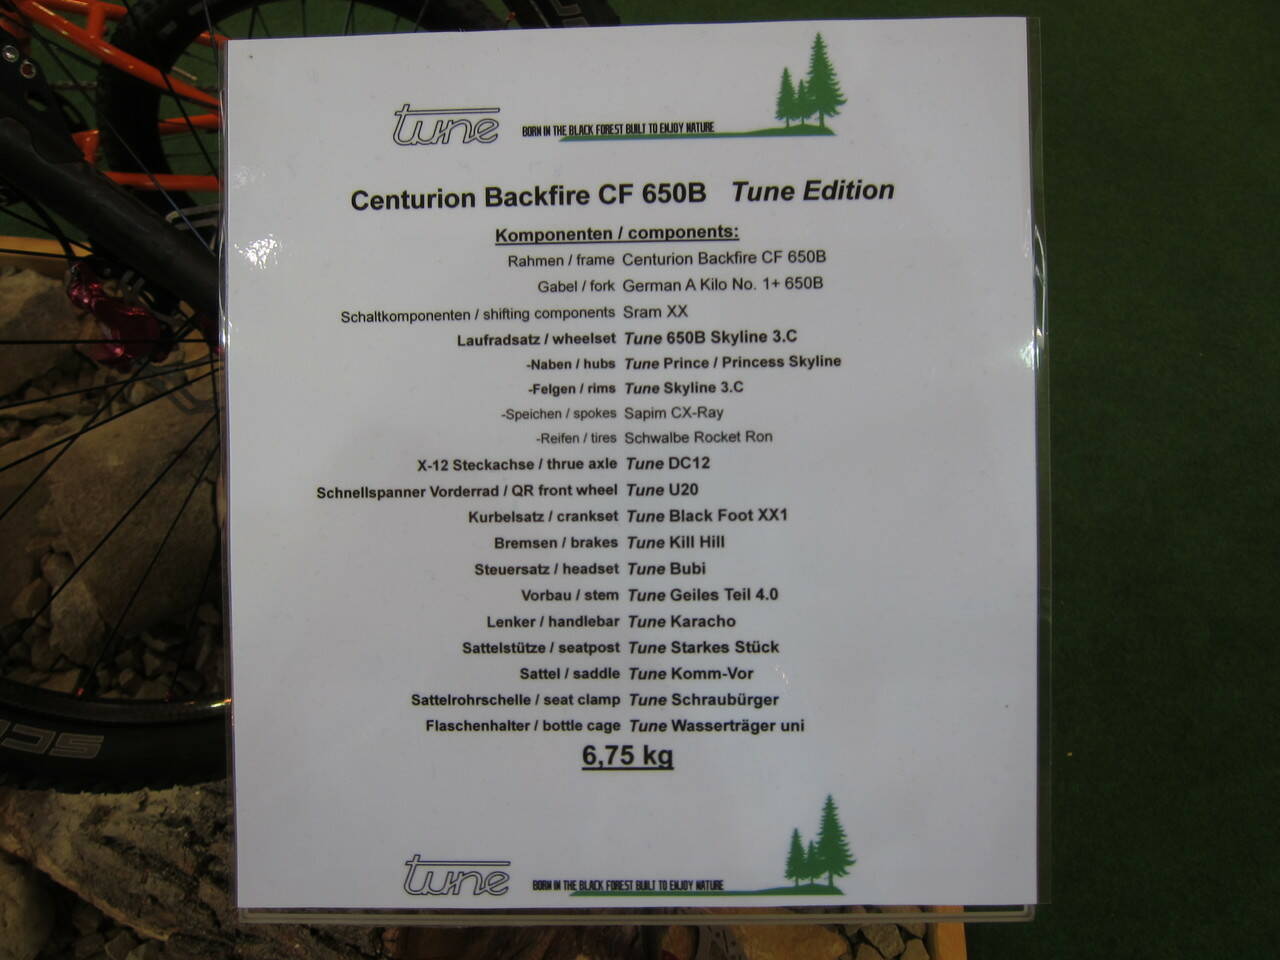 tune BORN IN THE BLACK FOREST BUILT TO ENJOY NATURE
Centurion Backfire CF 650B Tune Edition
Komponenten / components:
Rahmen / frame Centurion Backfire CF 650B
Gabel / fork German A Kilo No. 1+ 650B
Schaltkomponenten / shifting components Sram XX
Laufradsatz / wheelset Tune 650B Skyline 3.C
-Naben / hubs Tune Prince / Princess Skyline
-Felgen / rims Tune Skyline 3.C
-Speichen / spokes Sapim CX-Ray
-Reifen / tires Schwalbe Rocket Ron
X-12 Steckachse / thrue axle Tune DC12
Schnellspanner Vorderrad / QR front wheel Tune U20
Kurbelsatz / crankset Tune Black Foot XX1
Bremsen / brakes Tune Kill Hill
Steuersatz / headset Tune Bubi
Vorbau / stem Tune Geiles Teil 4.0
Lenker / handlebar Tune Karacho
Sattelstütze / seatpost Tune Starkes Stück
Sattel / saddle Tune Komm-Vor
Sattelrohrschelle / seat clamp Tune Schraubürger
Flaschenhalter / bottle cage Tune Wasserträger uni
6,75 kg
tune BORN IN THE BLACK FOREST BUILT TO ENJOY NATURE